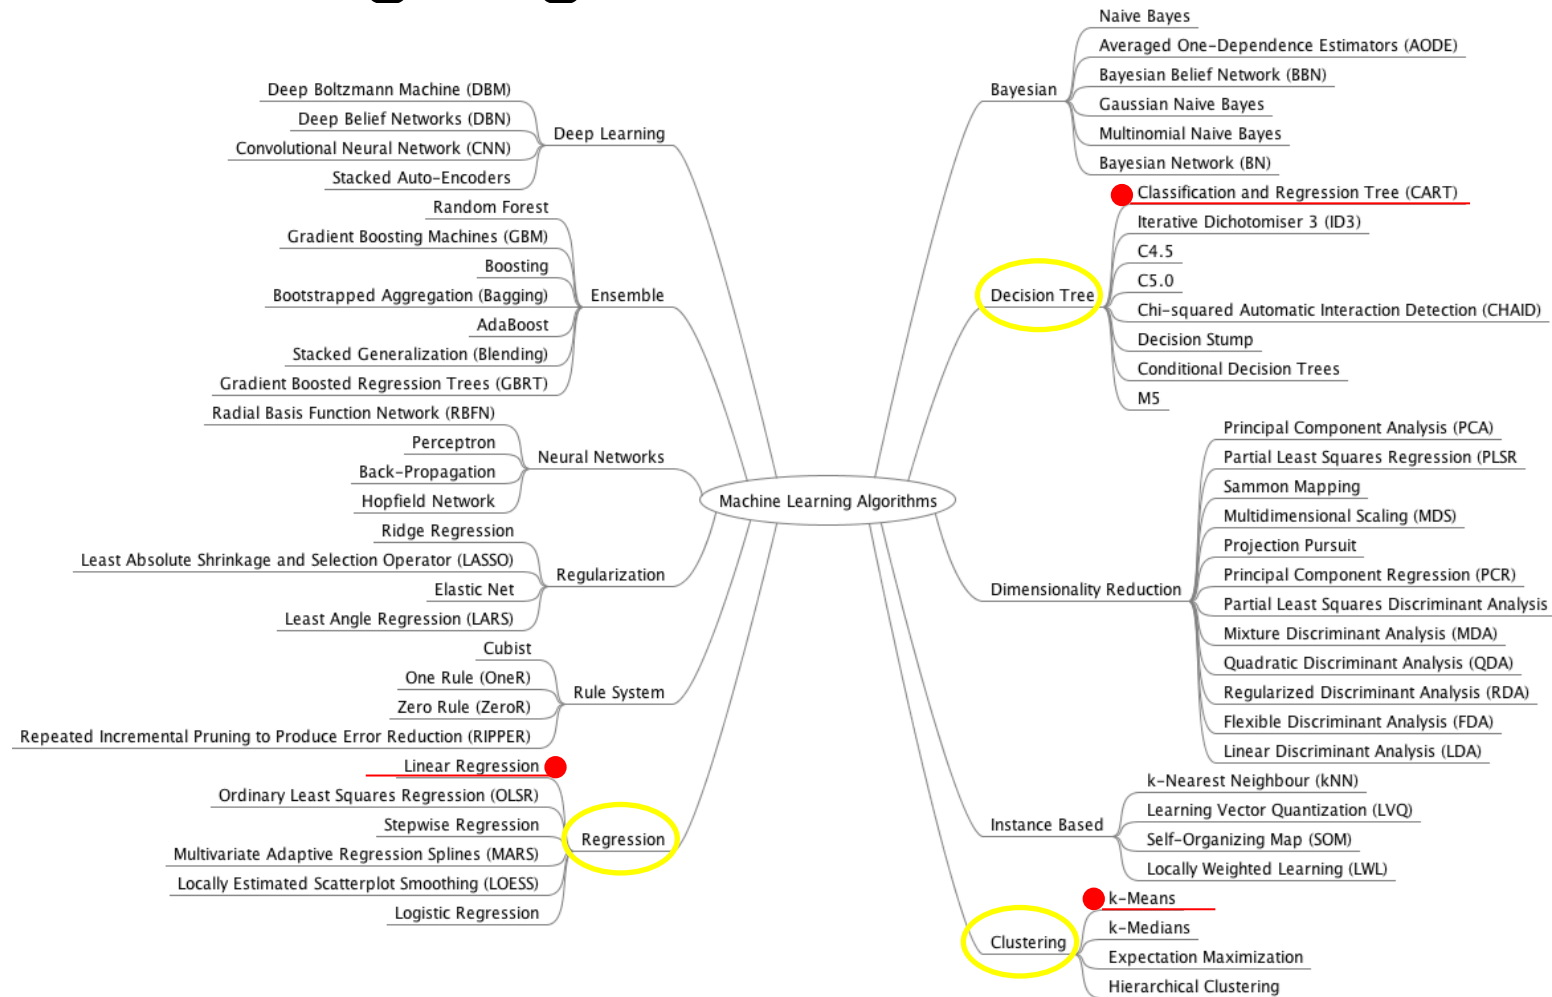 Machine Learning Algorithms
Deep Learning
Deep Boltzmann Machine (DBM)
Deep Belief Networks (DBN)
Convolutional Neural Network (CNN)
Stacked Auto-Encoders
Ensemble
Random Forest
Gradient Boosting Machines (GBM)
Boosting
Bootstrapped Aggregation (Bagging)
AdaBoost
Stacked Generalization (Blending)
Gradient Boosted Regression Trees (GBRT)
Neural Networks
Radial Basis Function Network (RBFN)
Perceptron
Back-Propagation
Hopfield Network
Regularization
Ridge Regression
Least Absolute Shrinkage and Selection Operator (LASSO)
Elastic Net
Least Angle Regression (LARS)
Rule System
Cubist
One Rule (OneR)
Zero Rule (ZeroR)
Repeated Incremental Pruning to Produce Error Reduction (RIPPER)
Regression
Linear Regression
Ordinary Least Squares Regression (OLSR)
Stepwise Regression
Multivariate Adaptive Regression Splines (MARS)
Locally Estimated Scatterplot Smoothing (LOESS)
Logistic Regression
Bayesian
Naive Bayes
Averaged One-Dependence Estimators (AODE)
Bayesian Belief Network (BBN)
Gaussian Naive Bayes
Multinomial Naive Bayes
Bayesian Network (BN)
Decision Tree
Classification and Regression Tree (CART)
Iterative Dichotomiser 3 (ID3)
C4.5
C5.0
Chi-squared Automatic Interaction Detection (CHAID)
Decision Stump
Conditional Decision Trees
M5
Dimensionality Reduction
Principal Component Analysis (PCA)
Partial Least Squares Regression (PLSR
Sammon Mapping
Multidimensional Scaling (MDS)
Projection Pursuit
Principal Component Regression (PCR)
Partial Least Squares Discriminant Analysis
Mixture Discriminant Analysis (MDA)
Quadratic Discriminant Analysis (QDA)
Regularized Discriminant Analysis (RDA)
Flexible Discriminant Analysis (FDA)
Linear Discriminant Analysis (LDA)
Instance Based
k-Nearest Neighbour (kNN)
Learning Vector Quantization (LVQ)
Self-Organizing Map (SOM)
Locally Weighted Learning (LWL)
Clustering
k-Means
k-Medians
Expectation Maximization
Hierarchical Clustering